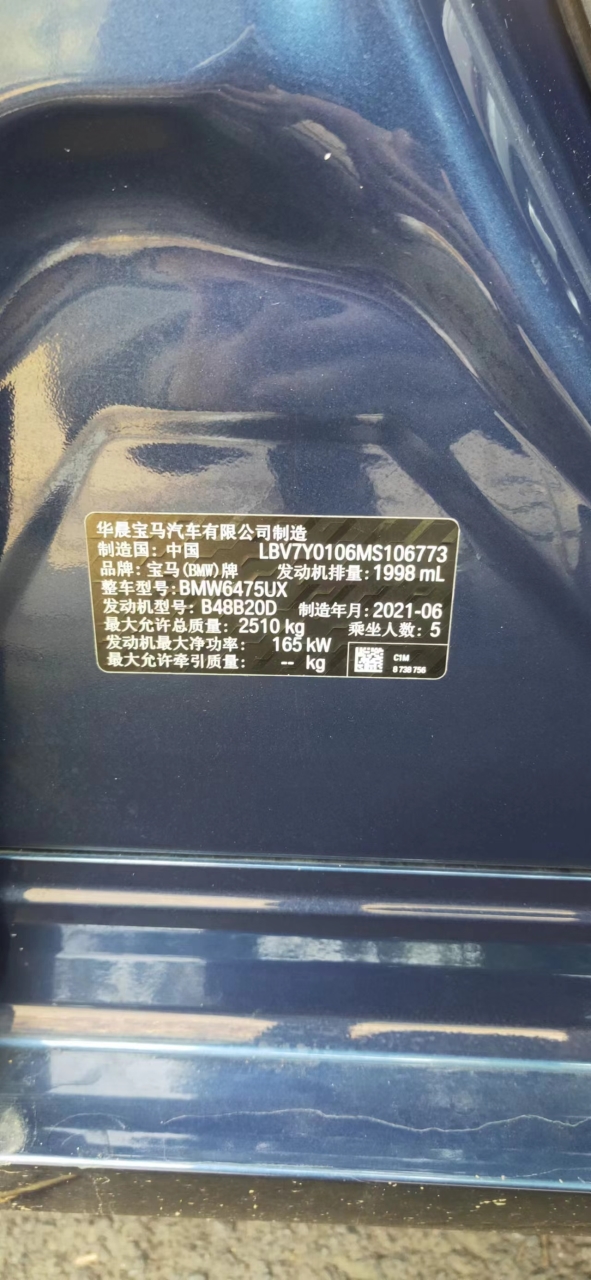 华晨宝马汽车有限公司制造
制造国: 中国 LBV7Y0106MS106773
品牌: 宝马(BMW)牌 发动机排量: 1998 mL
整车型号: BMW6475UX
发动机型号: B48B20D 制造年月: 2021-06
最大允许总质量: 2510 kg 乘坐人数: 5
发动机最大净功率: 165 kW
最大允许牵引质量: -- kg
C1M
8 739 756